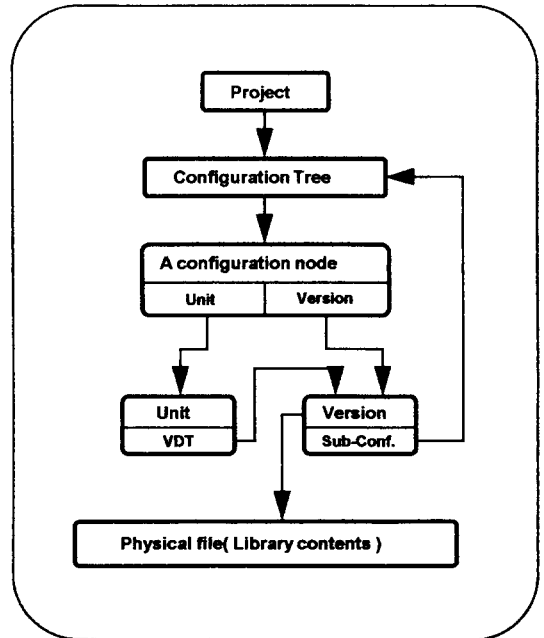 Project
Configuration Tree
A configuration node
Unit
Version
Unit
VDT
Version
Sub-Conf.
Physical file( Library contents )